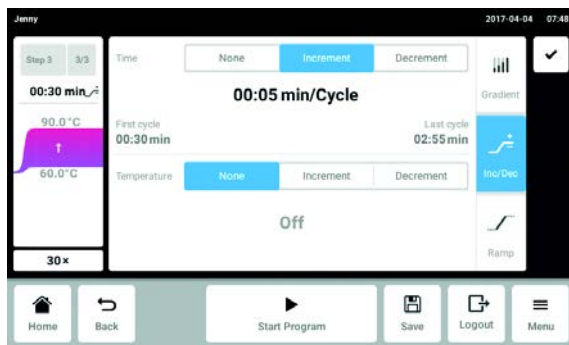 Jenny 2017-04-04 07:48
Step 3 3/3
00:30 min
90.0°C
60.0°C
30×
Time None Increment Decrement
00:05 min/Cycle
First cycle Last cycle
00:30 min 02:55 min
Temperature None Increment Decrement
Off
Gradient
Inc/Dec
Ramp
Home Back Start Program Save Logout Menu